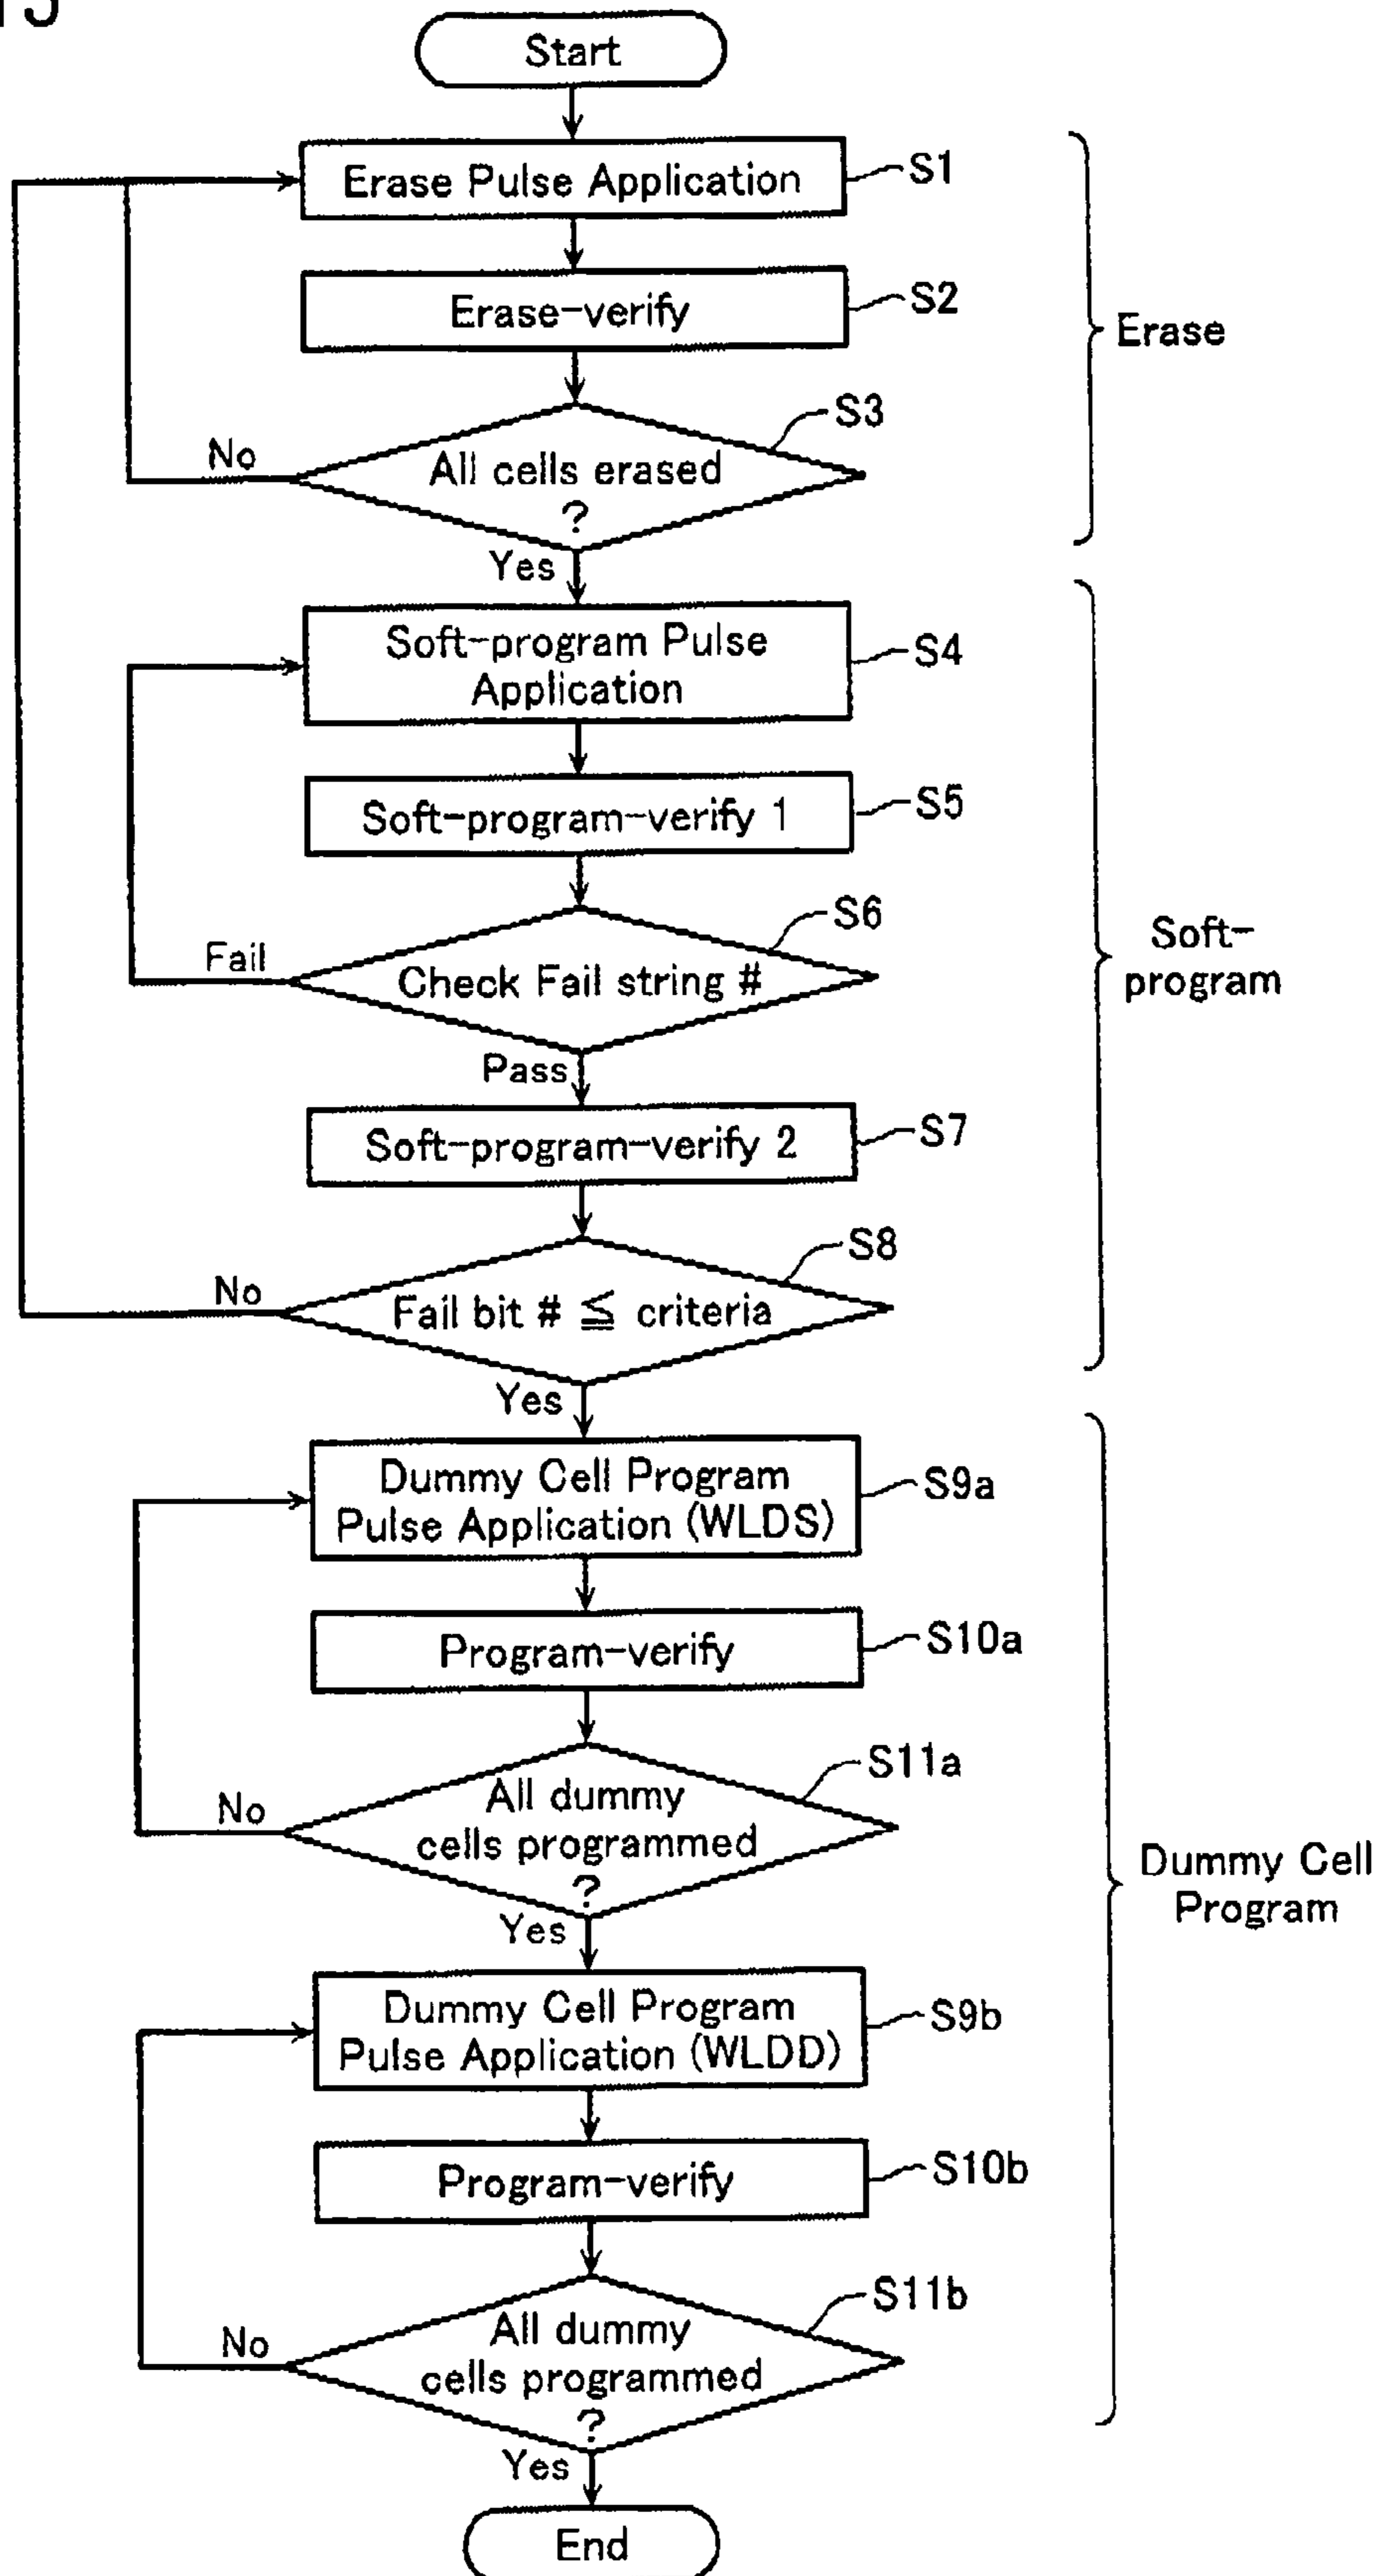 Start
Erase Pulse Application
S1
Erase-verify
S2
Erase
S3
All cells erased
?
No
Yes
Soft-program Pulse
Application
S4
Soft-program-verify 1
S5
S6
Check Fail string #
Fail
Pass
Soft-
program
Soft-program-verify 2
S7
S8
Fail bit # ≦ criteria
No
Yes
Dummy Cell Program
Pulse Application (WLDS)
S9a
Program-verify
S10a
S11a
All dummy
cells programmed
?
No
Yes
Dummy Cell
Program
Dummy Cell Program
Pulse Application (WLDD)
S9b
Program-verify
S10b
S11b
All dummy
cells programmed
?
No
Yes
End